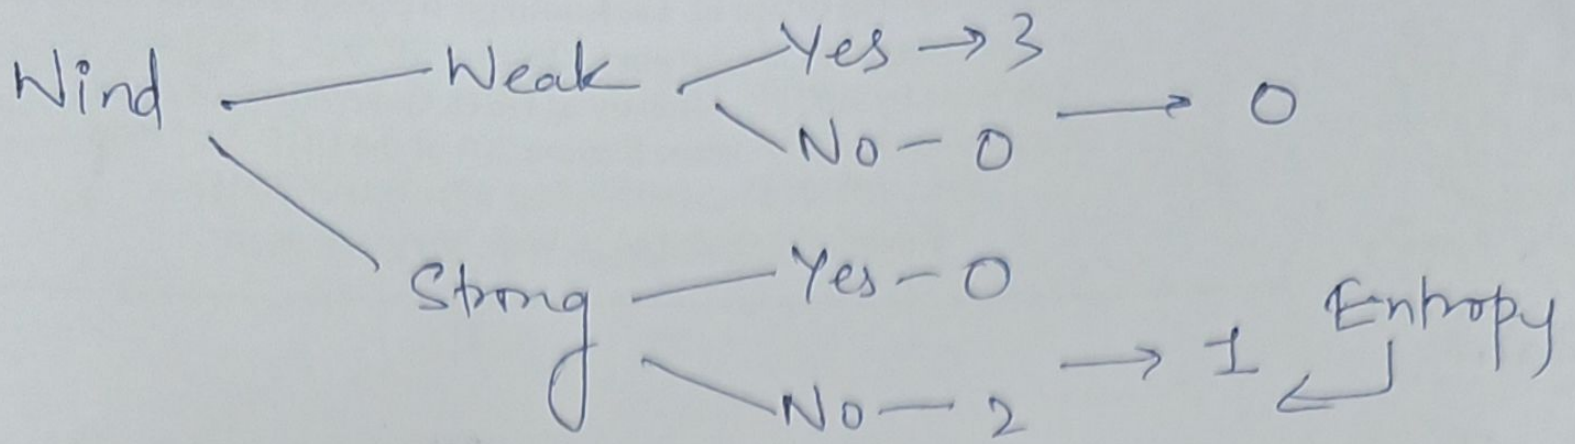 Wind — Weak — Yes → 3
No – 0 → 0
Strong — Yes – 0
Entropy
No — 2 → 1